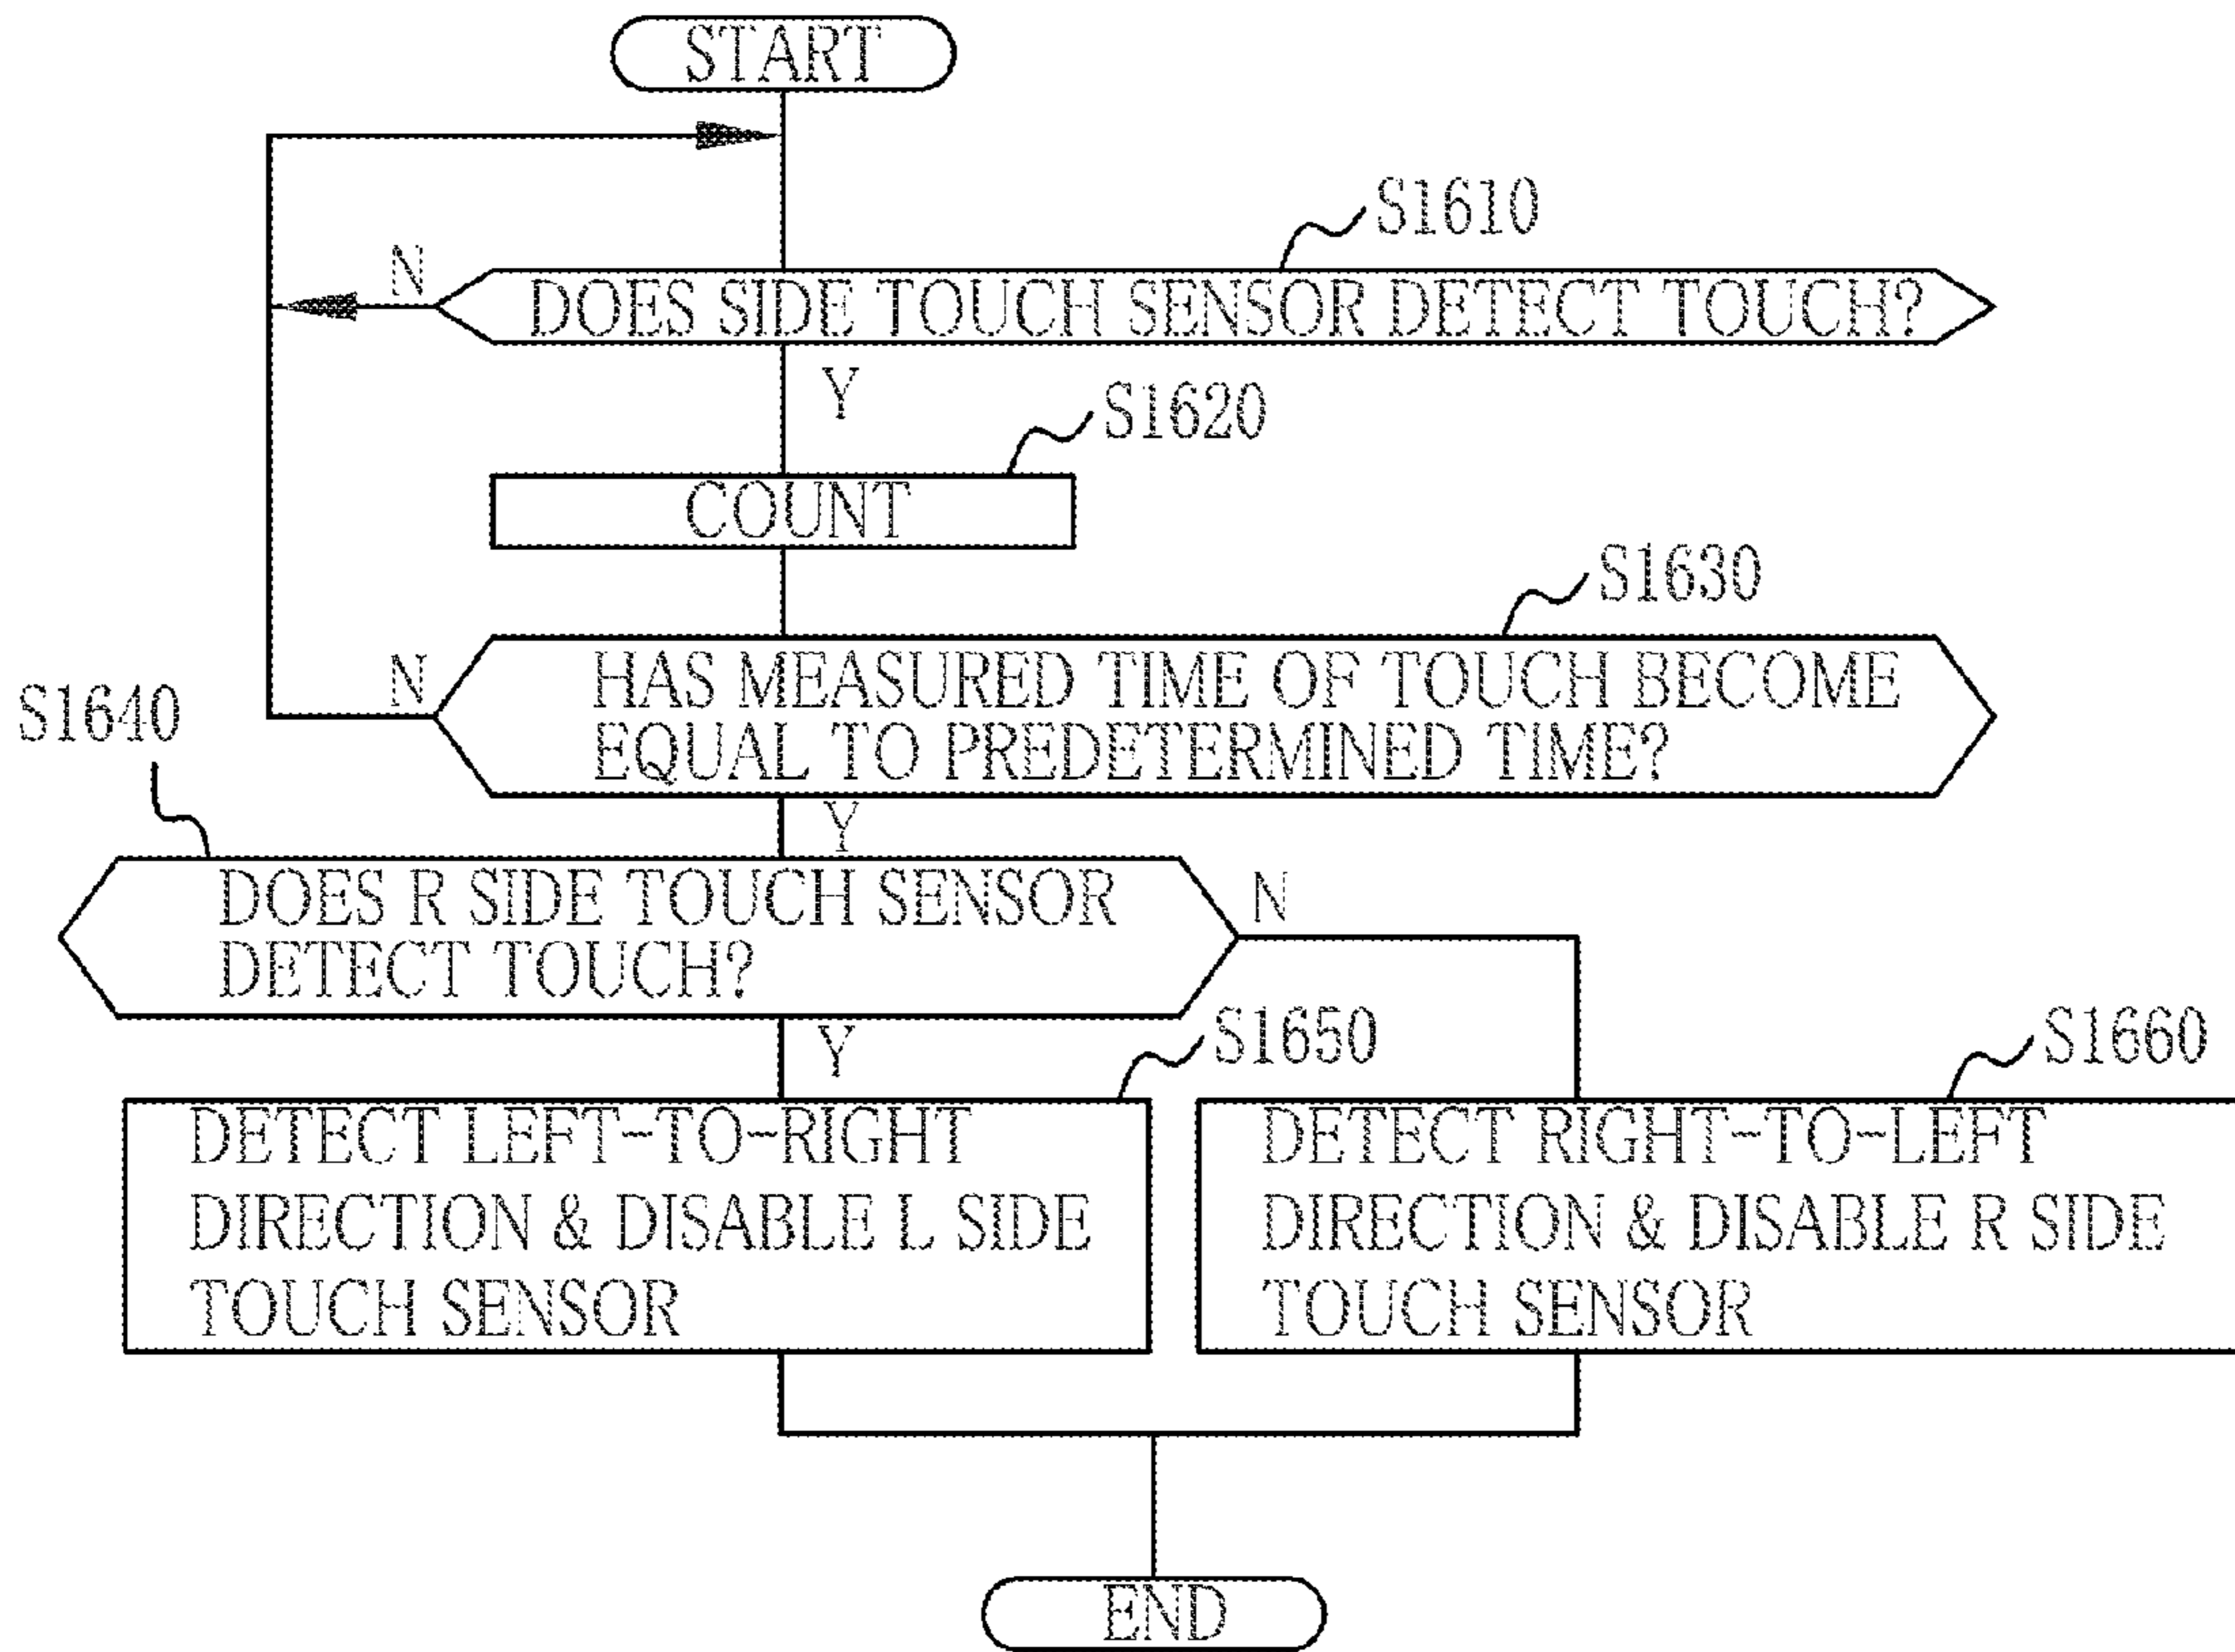 START
S1610
N
DOES SIDE TOUCH SENSOR DETECT TOUCH?
Y
S1620
COUNT
S1630
N
HAS MEASURED TIME OF TOUCH BECOME
EQUAL TO PREDETERMINED TIME?
S1640
Y
DOES R SIDE TOUCH SENSOR
DETECT TOUCH?
N
Y
S1650
S1660
DETECT LEFT-TO-RIGHT
DIRECTION & DISABLE L SIDE
TOUCH SENSOR
DETECT RIGHT-TO-LEFT
DIRECTION & DISABLE R SIDE
TOUCH SENSOR
END